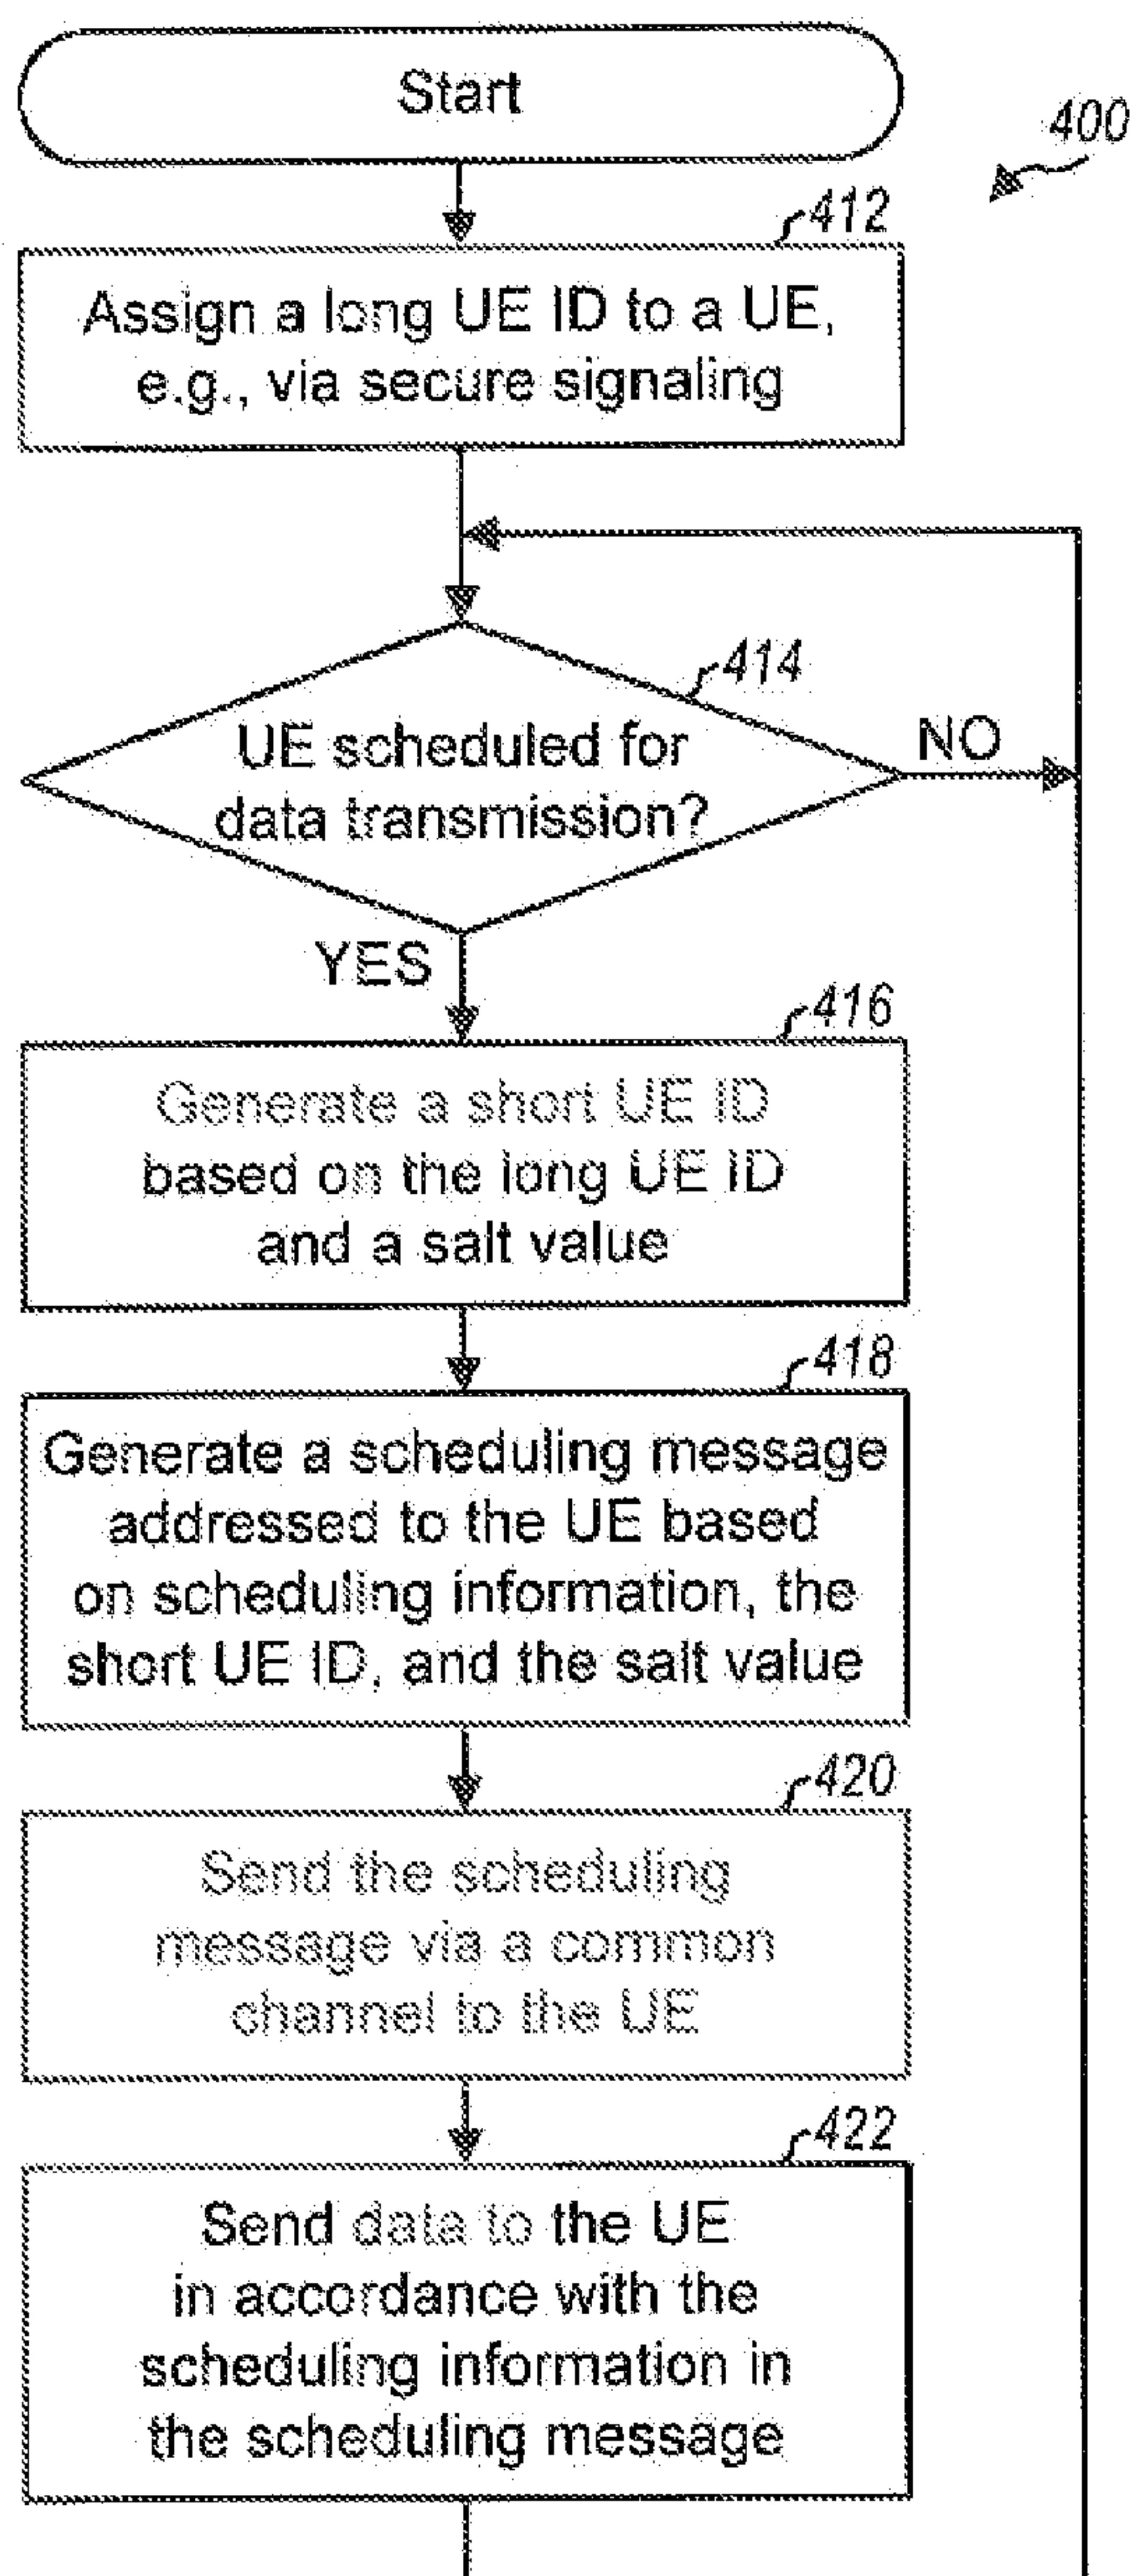 Start
400
412
Assign a long UE ID to a UE,
e.g., via secure signaling
414
UE scheduled for
data transmission?
NO
YES
416
Generate a short UE ID
based on the long UE ID
and a salt value
418
Generate a scheduling message
addressed to the UE based
on scheduling information, the
short UE ID, and the salt value
420
Send the scheduling
message via a common
channel to the UE
422
Send data to the UE
in accordance with the
scheduling information in
the scheduling message